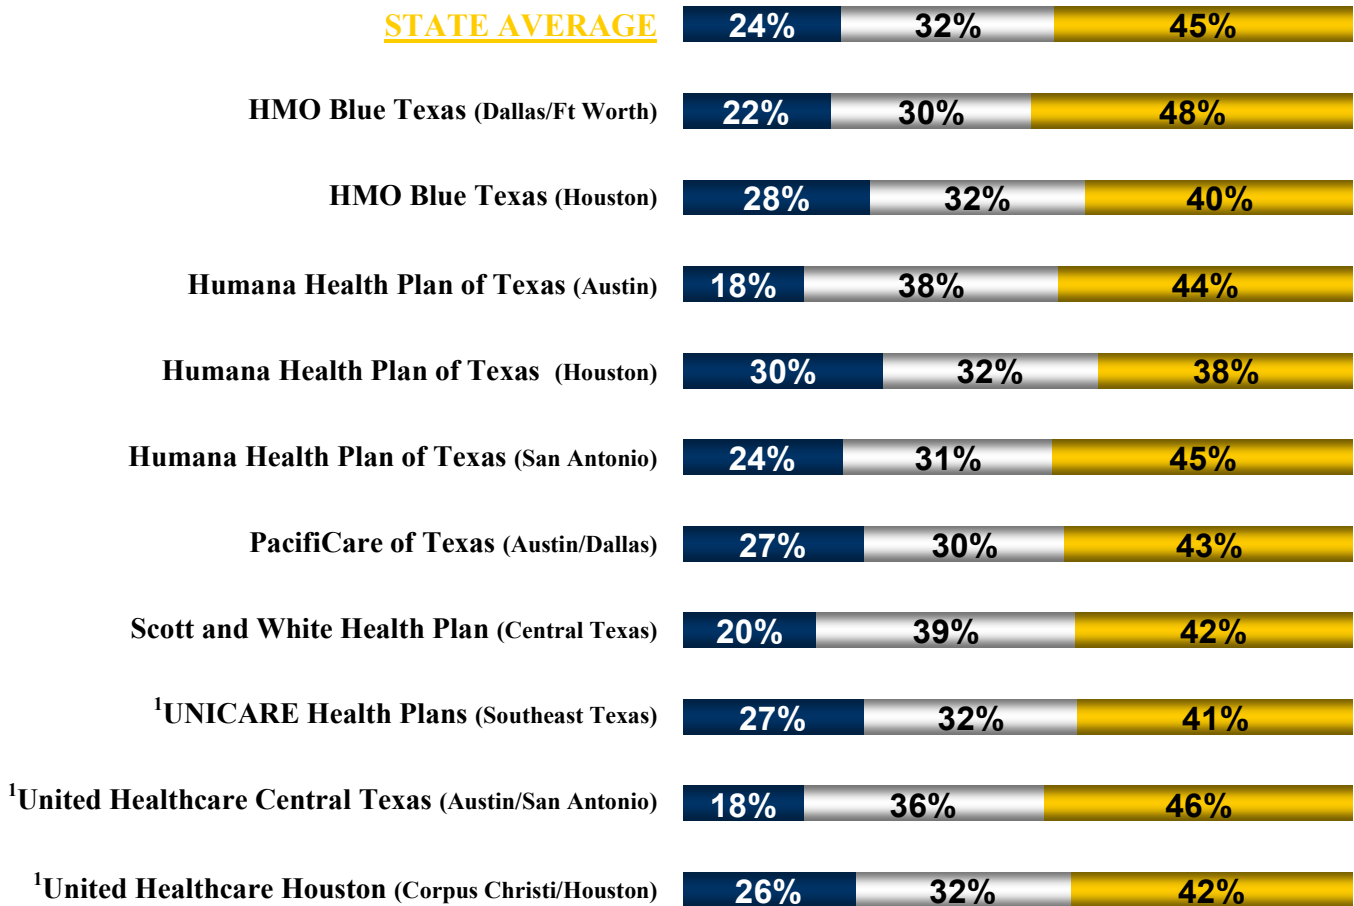 STATE AVERAGE 24% 32% 45%
HMO Blue Texas (Dallas/Ft Worth) 22% 30% 48%
HMO Blue Texas (Houston) 28% 32% 40%
Humana Health Plan of Texas (Austin) 18% 38% 44%
Humana Health Plan of Texas (Houston) 30% 32% 38%
Humana Health Plan of Texas (San Antonio) 24% 31% 45%
PacifiCare of Texas (Austin/Dallas) 27% 30% 43%
Scott and White Health Plan (Central Texas) 20% 39% 42%
¹UNICARE Health Plans (Southeast Texas) 27% 32% 41%
¹United Healthcare Central Texas (Austin/San Antonio) 18% 36% 46%
¹United Healthcare Houston (Corpus Christi/Houston) 26% 32% 42%